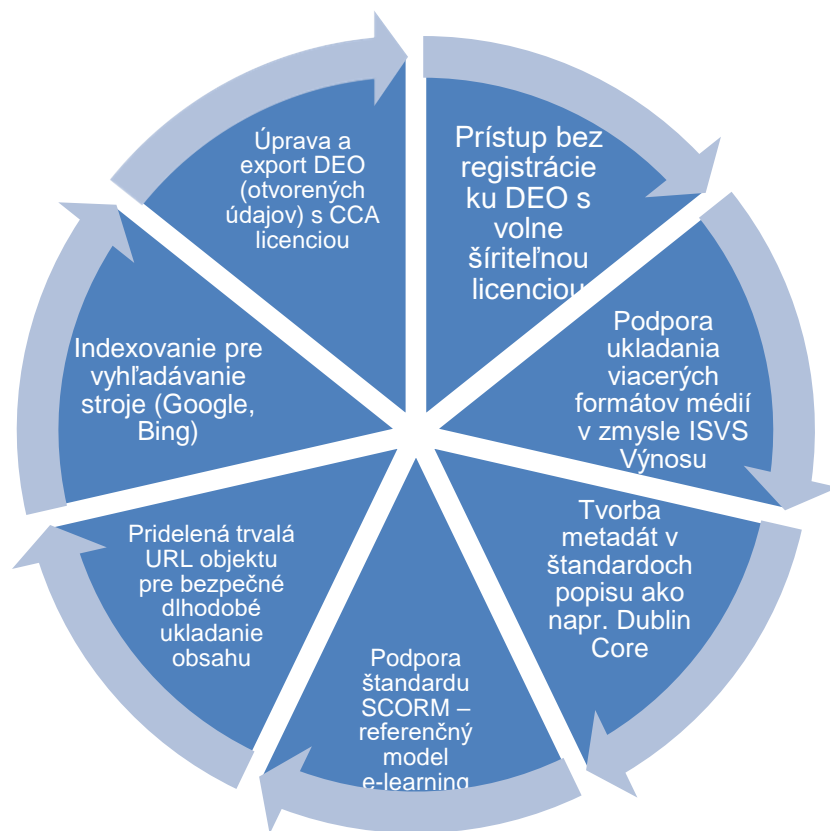 Prístup bez
registrácie
ku DEO s
volne
šíriteľnou
licenciou
Podpora
ukladania
viacerých
formátov médií
v zmysle ISVS
Výnosu
Tvorba
metadát v
štandardoch
popisu ako
napr. Dublin
Core
Podpora
štandardu
SCORM –
referenčný
model
e-learning
Pridelená trvalá
URL objektu
pre bezpečné
dlhodobé
ukladanie
obsahu
Indexovanie pre
vyhľadávanie
stroje (Google,
Bing)
Úprava a
export DEO
(otvorených
údajov) s CCA
licenciou